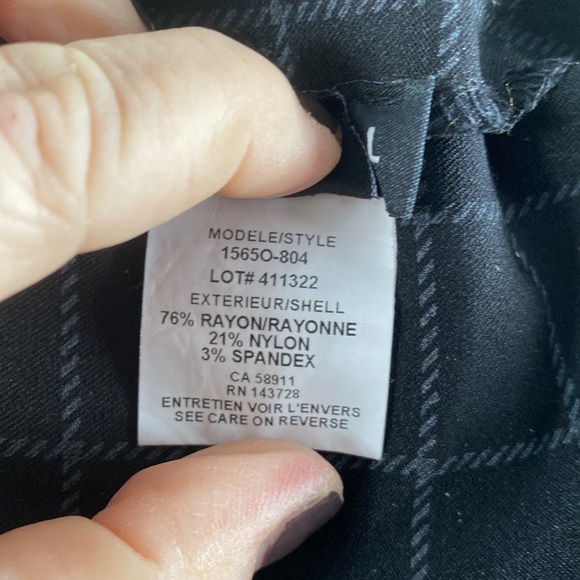 L
MODELE/STYLE
1565O-804
LOT# 411322
EXTERIEUR/SHELL
76% RAYON/RAYONNE
21% NYLON
3% SPANDEX
CA 58911
RN 143728
ENTRETIEN VOIR L'ENVERS
SEE CARE ON REVERSE